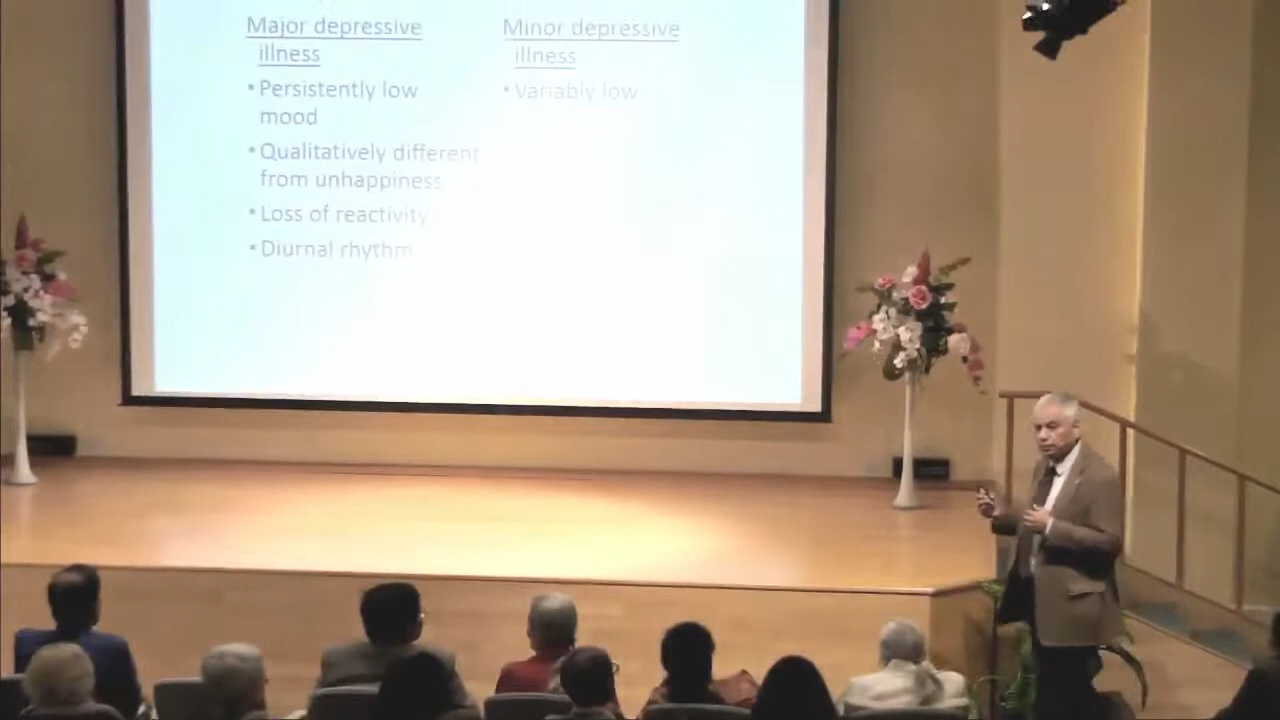 Major depressive
illness
• Persistently low
mood
• Qualitatively different
from unhappiness
• Loss of reactivity
• Diurnal rhythm
Minor depressive
illness
• Variably low